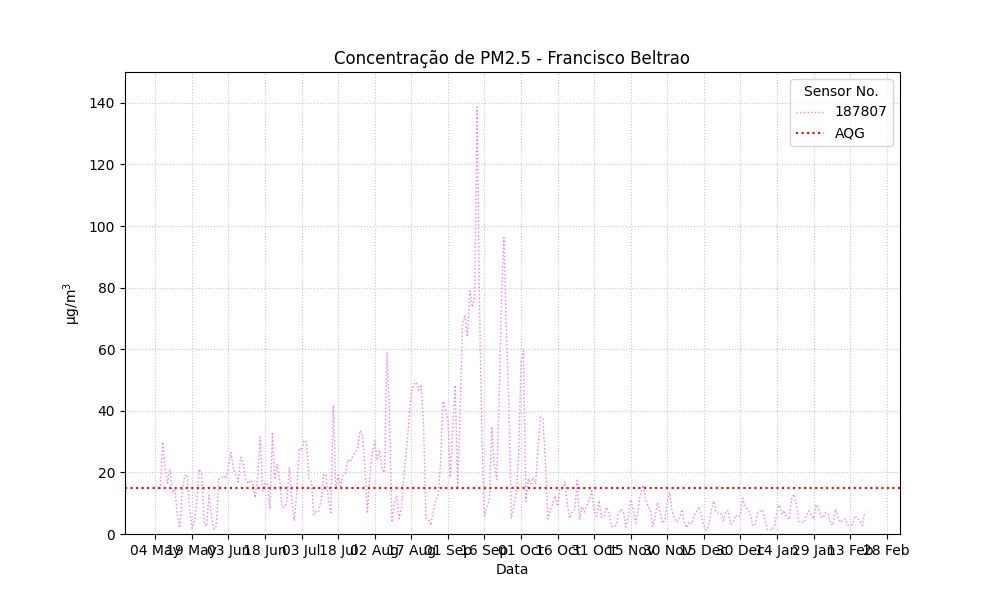 Concentração de PM2.5 - Francisco Beltrao
Sensor No.
187807
AQG
140
120
100
80
60
40
20
0
µg/m³
04 May 19 May 03 Jun 18 Jun 03 Jul 18 Jul 02 Aug 17 Aug 01 Sep 16 Sep 01 Oct 16 Oct 31 Oct 15 Nov 30 Nov 15 Dec 30 Dec 14 Jan 29 Jan 13 Feb 28 Feb
Data